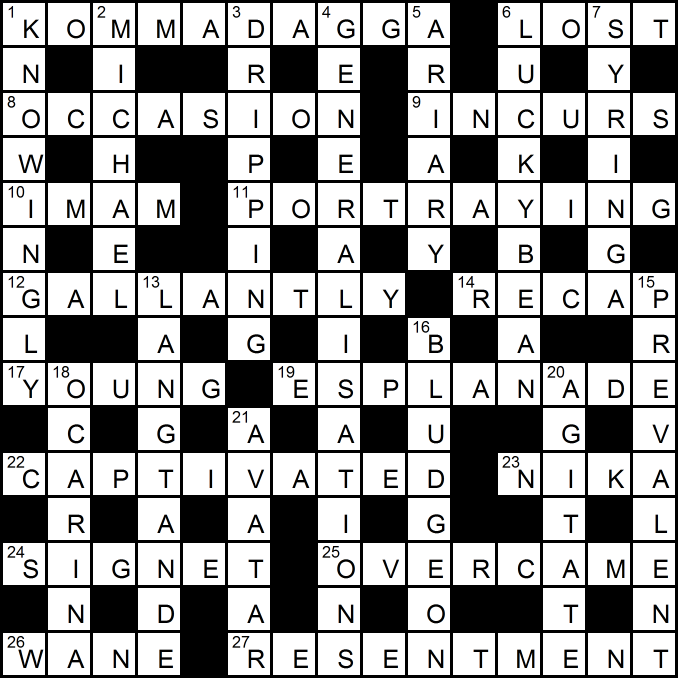 1K O 2M M A 3D A 4G G 5A 6L O 7S T
N I R E R U Y
8O C C A S I O N 9I N C U R S
W H P E A K I
10I M A M 11P O R T R A Y I N G
N E I A Y B G
12G A L 13L A N T L Y 14R E C A 15P
L A G I 16B A R
17Y 18O U N G 19E S P L A N 20A D E
C G 21A A U G V
22C A P T I V A T E D 23N I K A
R A A I G T L
24S I G N E T 25O V E R C A M E
N D A N O T N
26W A N E 27R E S E N T M E N T